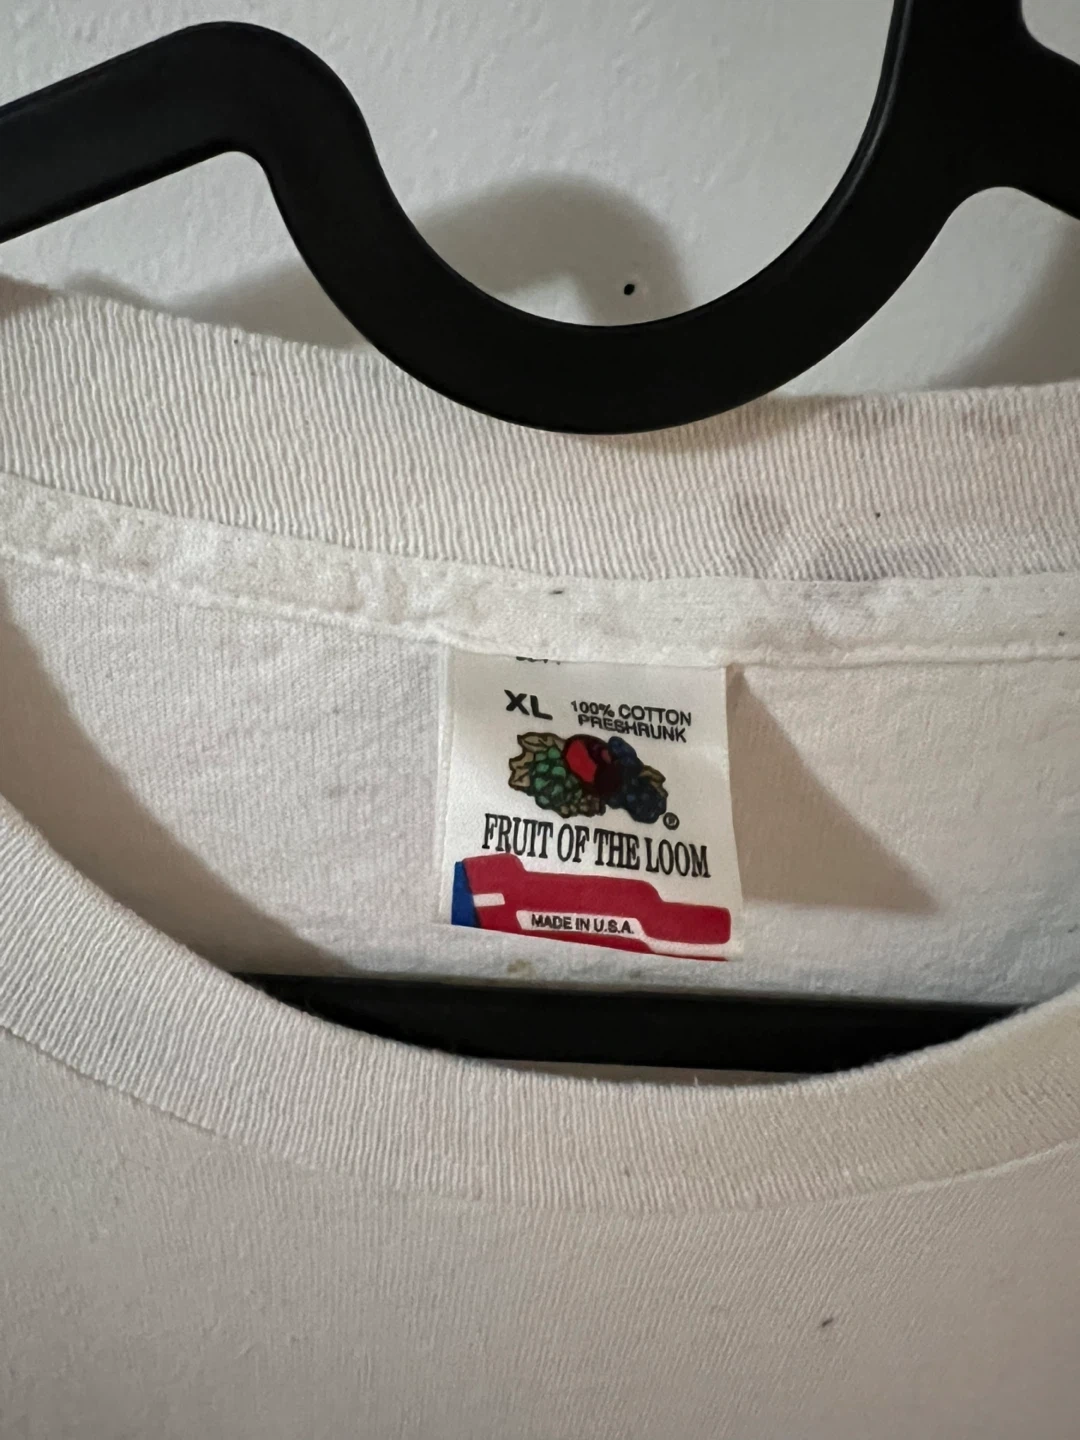 XL 100% COTTON
PRESHRUNK
®
FRUIT OF THE LOOM
MADE IN U.S.A.